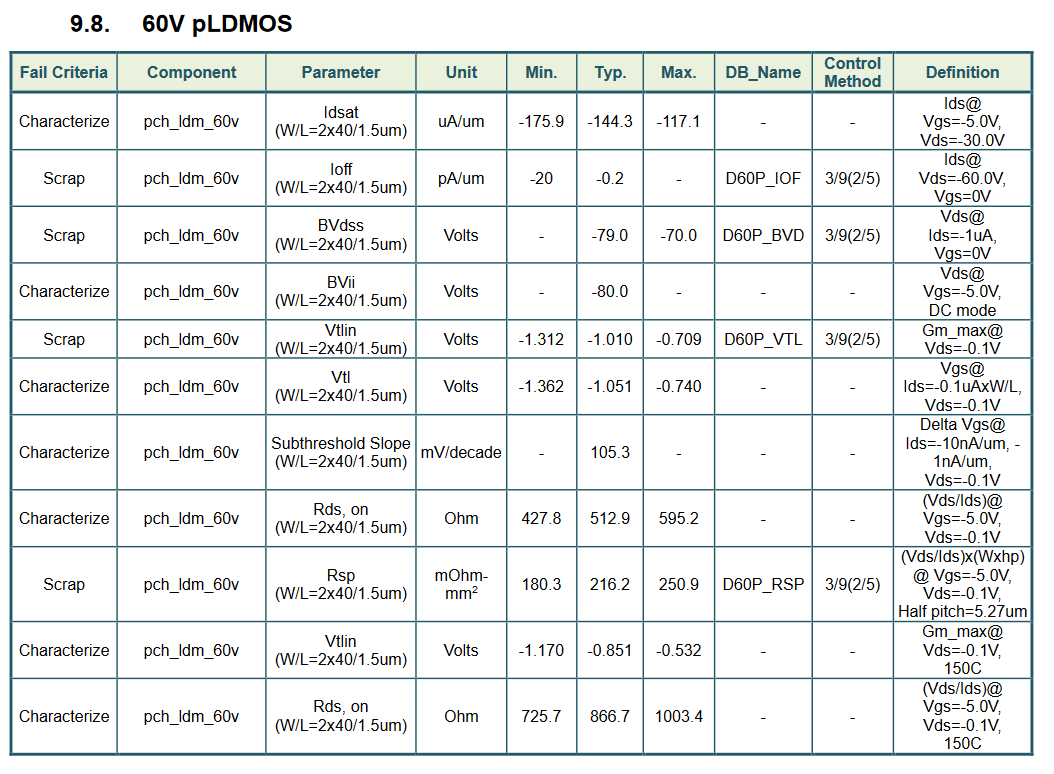 9.8. 60V pLDMOS
Fail Criteria Component Parameter Unit Min. Typ. Max. DB_Name Control Method Definition
Characterize pch_ldm_60v Idsat (W/L=2x40/1.5um) uA/um -175.9 -144.3 -117.1 - - Ids@ Vgs=-5.0V, Vds=-30.0V
Scrap pch_ldm_60v Ioff (W/L=2x40/1.5um) pA/um -20 -0.2 - D60P_IOF 3/9(2/5) Ids@ Vds=-60.0V, Vgs=0V
Scrap pch_ldm_60v BVdss (W/L=2x40/1.5um) Volts - -79.0 -70.0 D60P_BVD 3/9(2/5) Vds@ Ids=-1uA, Vgs=0V
Characterize pch_ldm_60v BVii (W/L=2x40/1.5um) Volts - -80.0 - - - Vds@ Vgs=-5.0V, DC mode
Scrap pch_ldm_60v Vtlin (W/L=2x40/1.5um) Volts -1.312 -1.010 -0.709 D60P_VTL 3/9(2/5) Gm_max@ Vds=-0.1V
Characterize pch_ldm_60v Vtl (W/L=2x40/1.5um) Volts -1.362 -1.051 -0.740 - - Vgs@ Ids=-0.1uAxW/L, Vds=-0.1V
Characterize pch_ldm_60v Subthreshold Slope (W/L=2x40/1.5um) mV/decade - 105.3 - - - Delta Vgs@ Ids=-10nA/um, -1nA/um, Vds=-0.1V
Characterize pch_ldm_60v Rds, on (W/L=2x40/1.5um) Ohm 427.8 512.9 595.2 - - (Vds/Ids)@ Vgs=-5.0V, Vds=-0.1V
Scrap pch_ldm_60v Rsp (W/L=2x40/1.5um) mOhm-mm² 180.3 216.2 250.9 D60P_RSP 3/9(2/5) (Vds/Ids)x(Wxhp) @ Vgs=-5.0V, Vds=-0.1V, Half pitch=5.27um
Characterize pch_ldm_60v Vtlin (W/L=2x40/1.5um) Volts -1.170 -0.851 -0.532 - - Gm_max@ Vds=-0.1V, 150C
Characterize pch_ldm_60v Rds, on (W/L=2x40/1.5um) Ohm 725.7 866.7 1003.4 - - (Vds/Ids)@ Vgs=-5.0V, Vds=-0.1V, 150C